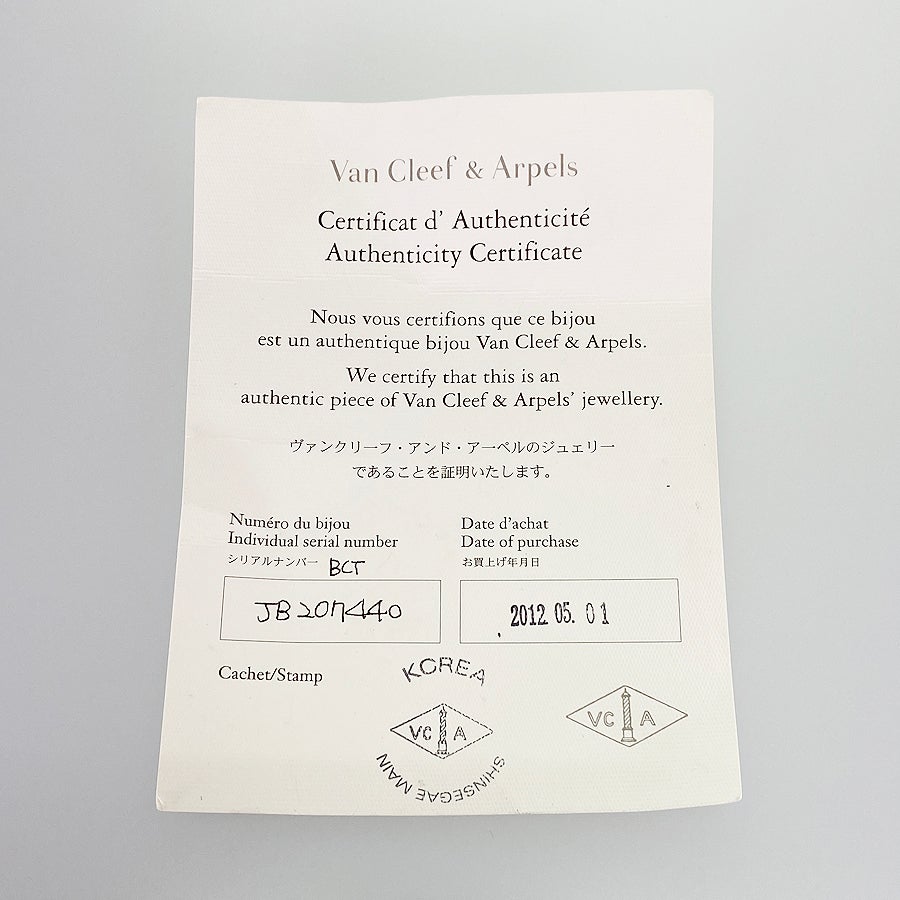 Van Cleef & Arpels
Certificat d' Authenticité
Authenticity Certificate
Nous vous certifions que ce bijou
est un authentique bijou Van Cleef & Arpels.
We certify that this is an
authentic piece of Van Cleef & Arpels' jewellery.
ヴァンクリーフ・アンド・アーペルのジュェリー
であることを証明いたします。
Numéro du bijou
Individual serial number
シリアルナンバー BCT
JB207440
Date d'achat
Date of purchase
お買上げ年月日
2012. 05. 01
Cachet/Stamp
KOREA
VC A
SHINSEGAE MAIN
VC A